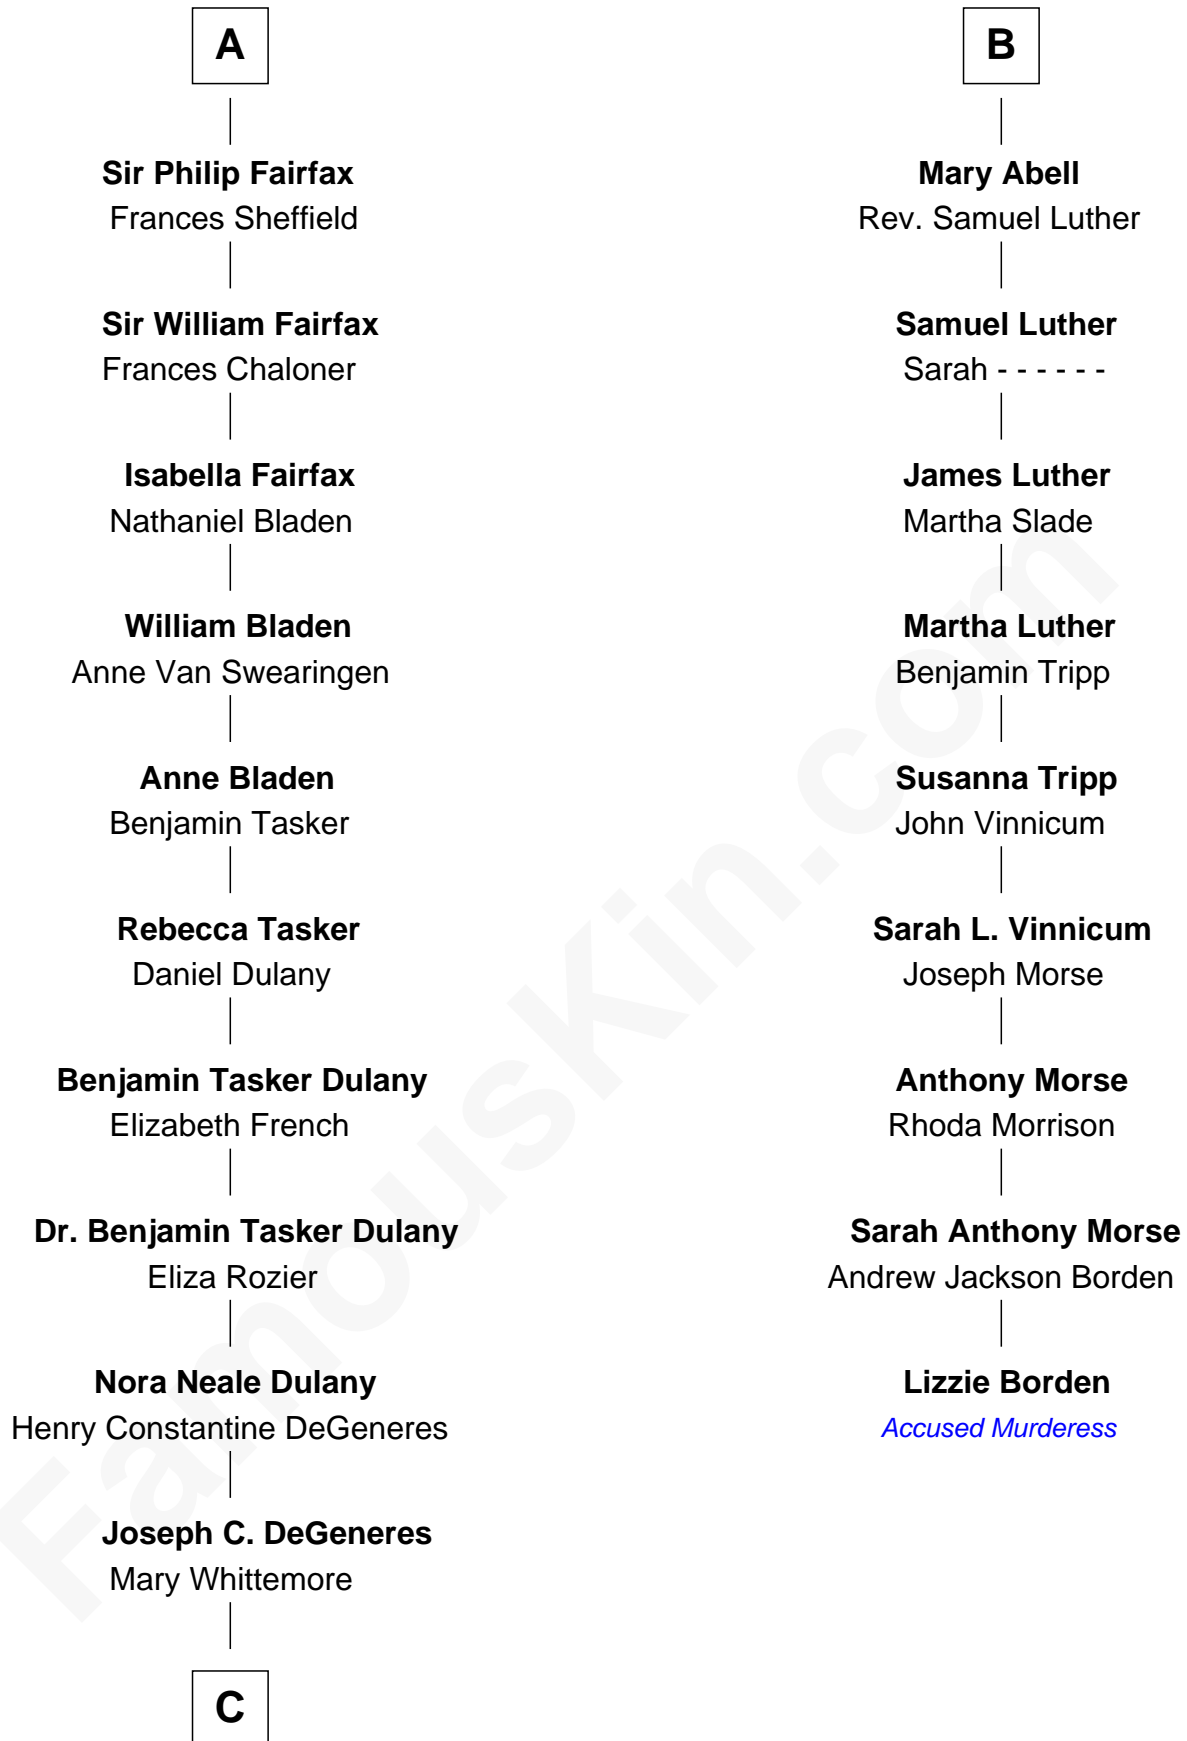 A
Sir Philip Fairfax
Frances Sheffield
Sir William Fairfax
Frances Chaloner
Isabella Fairfax
Nathaniel Bladen
William Bladen
Anne Van Swearingen
Anne Bladen
Benjamin Tasker
Rebecca Tasker
Daniel Dulany
Benjamin Tasker Dulany
Elizabeth French
Dr. Benjamin Tasker Dulany
Eliza Rozier
Nora Neale Dulany
Henry Constantine DeGeneres
Joseph C. DeGeneres
Mary Whittemore
C
B
Mary Abell
Rev. Samuel Luther
Samuel Luther
Sarah - - - - - -
James Luther
Martha Slade
Martha Luther
Benjamin Tripp
Susanna Tripp
John Vinnicum
Sarah L. Vinnicum
Joseph Morse
Anthony Morse
Rhoda Morrison
Sarah Anthony Morse
Andrew Jackson Borden
Lizzie Borden
Accused Murderess
FamousKin.com